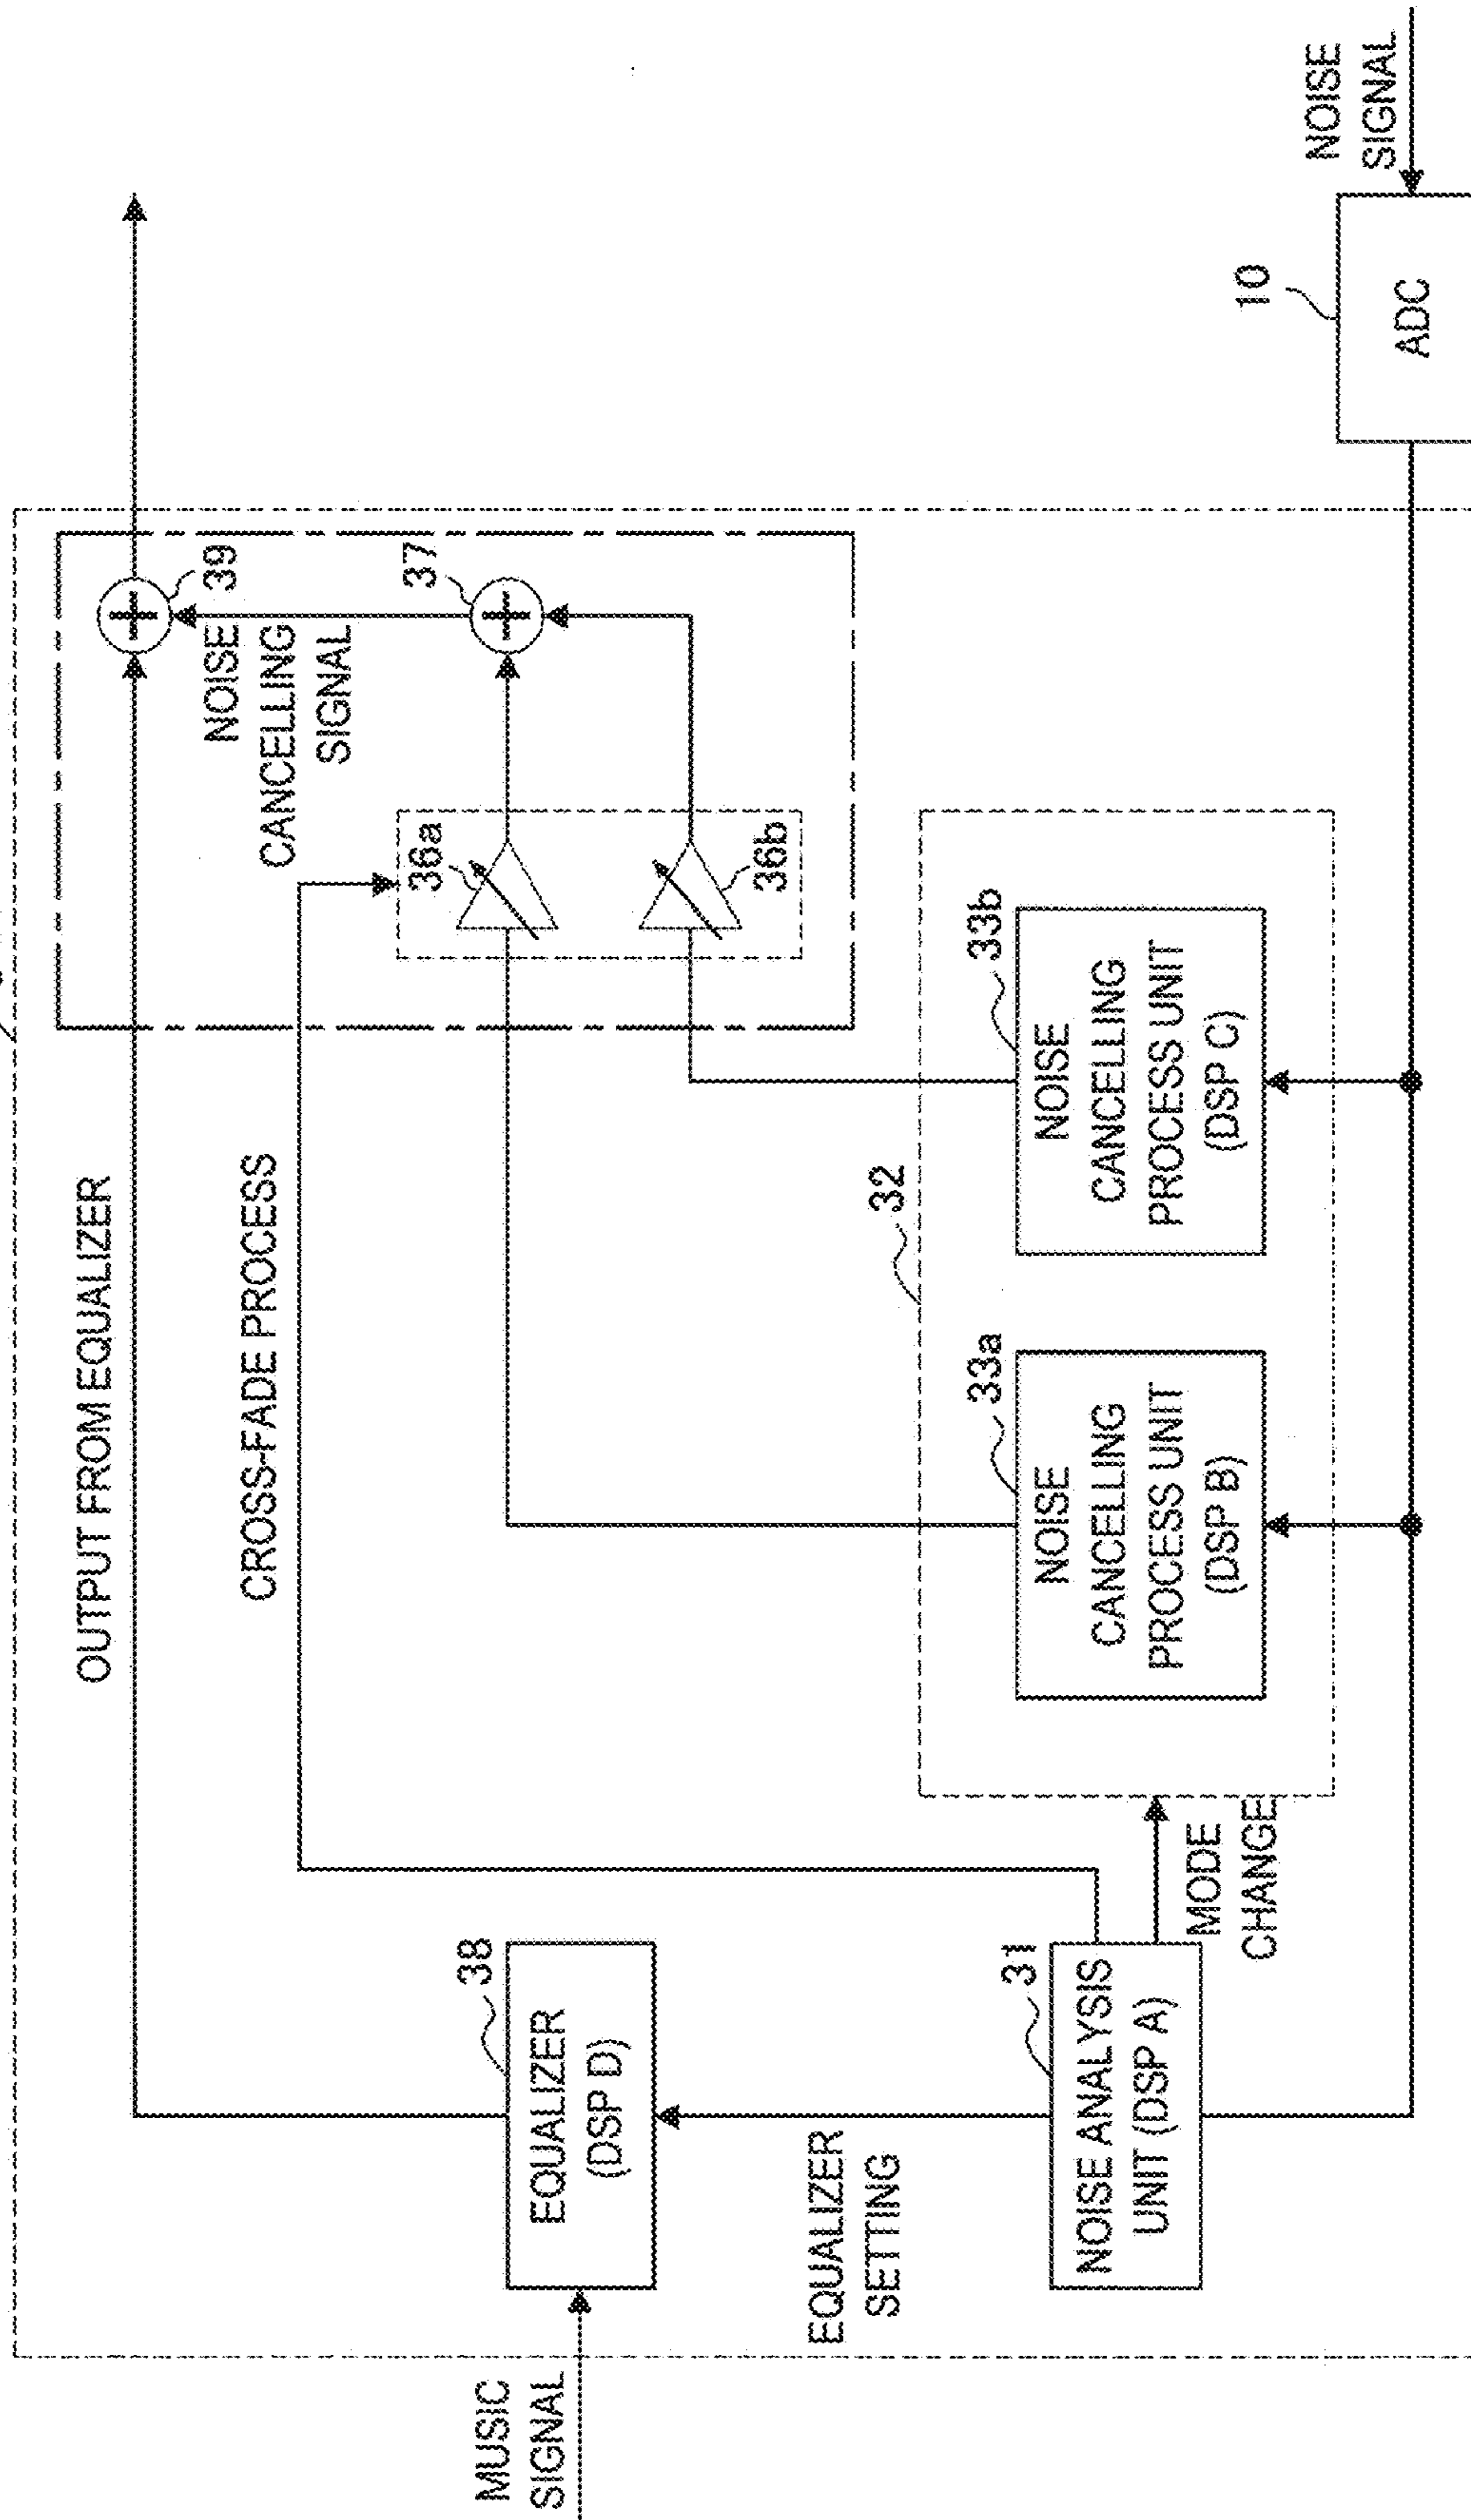 OUTPUT FROM EQUALIZER
39
CROSS-FADE PROCESS
NOISE
CANCELLING
SIGNAL
37
MUSIC
SIGNAL
38
EQUALIZER
(DSP D)
36a
36b
EQUALIZER
SETTING
32
31
NOISE ANALYSIS
UNIT (DSP A)
MODE
CHANGE
33a
NOISE
CANCELLING
PROCESS UNIT
(DSP B)
33b
NOISE
CANCELLING
PROCESS UNIT
(DSP C)
10
ADC
NOISE
SIGNAL